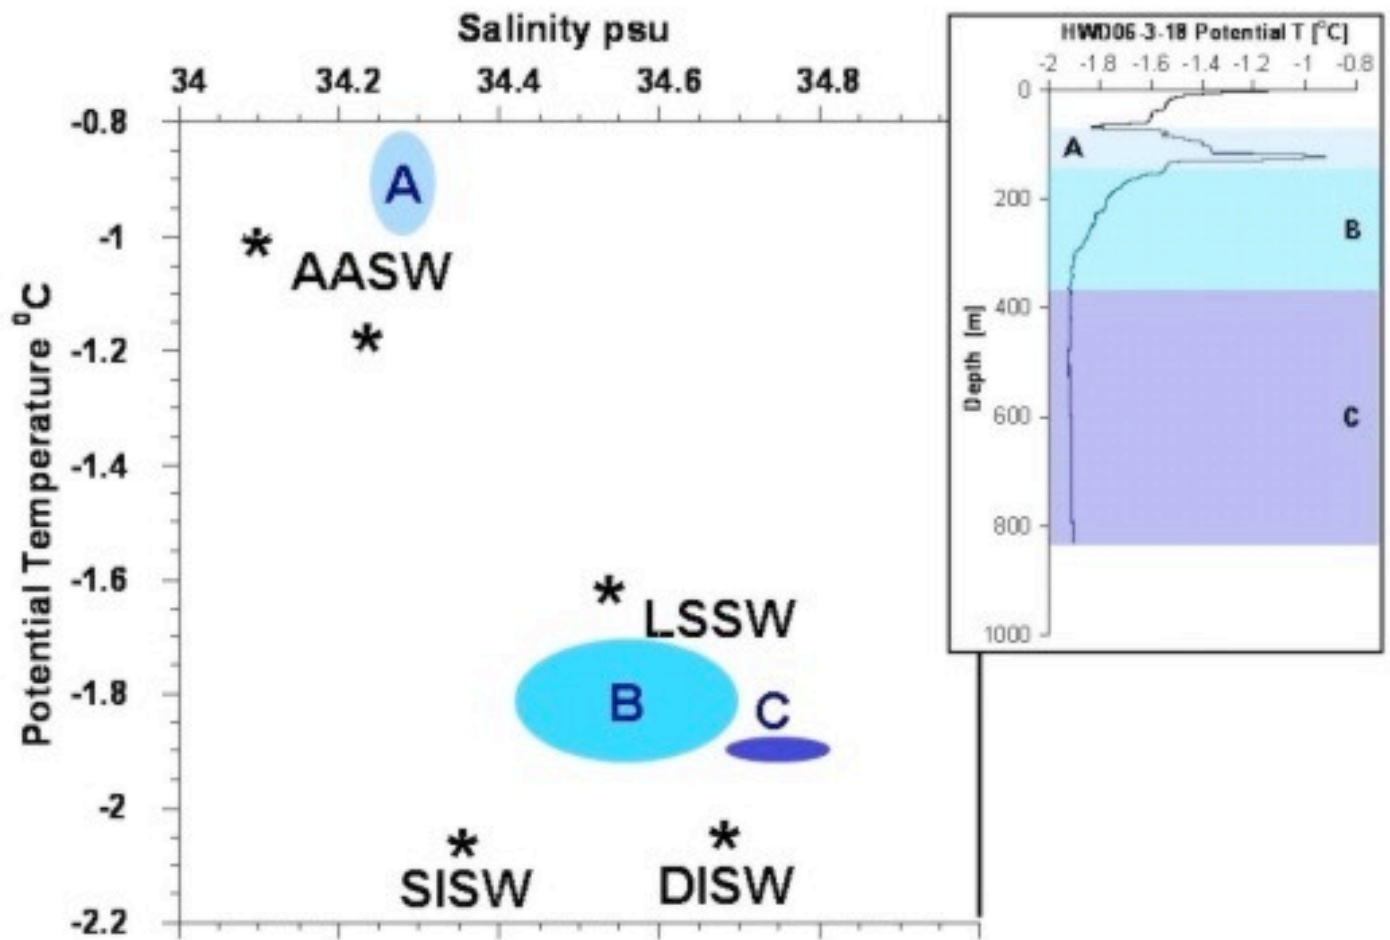 Salinity psu
34 34.2 34.4 34.6 34.8
Potential Temperature ⁰C
-0.8
-1
-1.2
-1.4
-1.6
-1.8
-2
-2.2
A
*
AASW
*
*
LSSW
B
C
*
SISW
*
DISW
HWD06-3-18 Potential T [°C]
-2 -1.8 -1.6 -1.4 -1.2 -1 -0.8
Depth [m]
0
200
400
600
800
1000
A
B
C